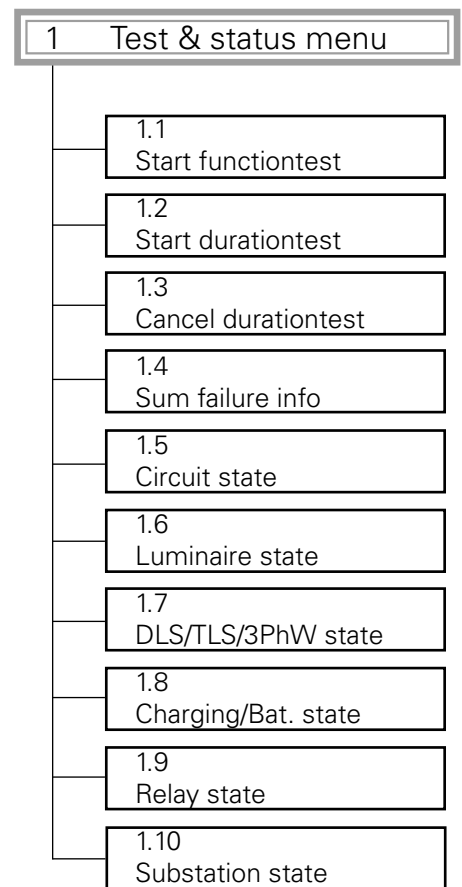 1 Test & status menu
1.1
Start functiontest
1.2
Start durationtest
1.3
Cancel durationtest
1.4
Sum failure info
1.5
Circuit state
1.6
Luminaire state
1.7
DLS/TLS/3PhW state
1.8
Charging/Bat. state
1.9
Relay state
1.10
Substation state